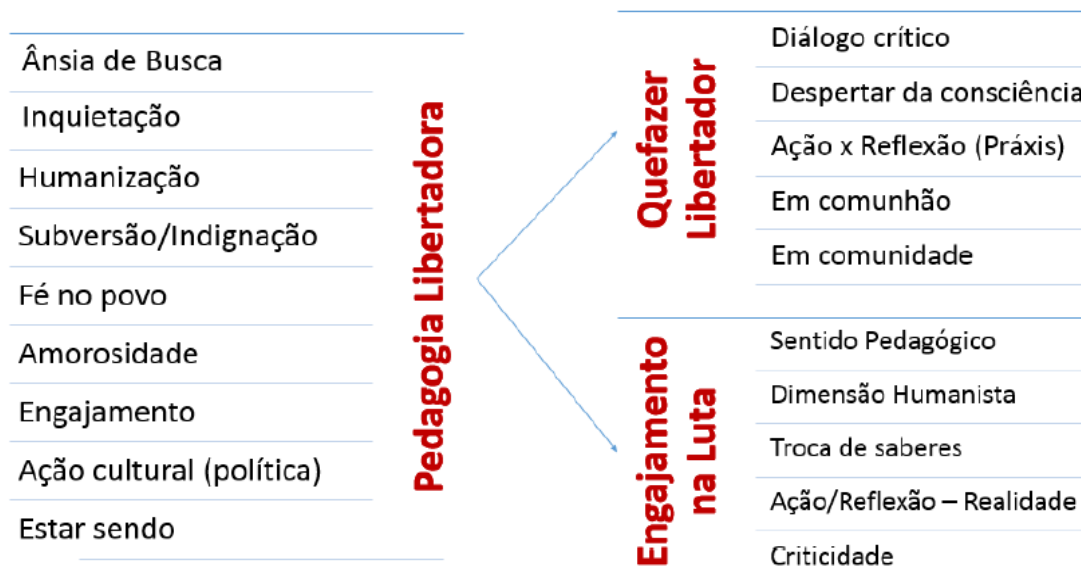 Ânsia de Busca
Inquietação
Humanização
Subversão/Indignação
Fé no povo
Amorosidade
Engajamento
Ação cultural (política)
Estar sendo
Pedagogia Libertadora
Quefazer
Libertador
Diálogo crítico
Despertar da consciência
Ação x Reflexão (Práxis)
Em comunhão
Em comunidade
Engajamento
na Luta
Sentido Pedagógico
Dimensão Humanista
Troca de saberes
Ação/Reflexão – Realidade
Criticidade